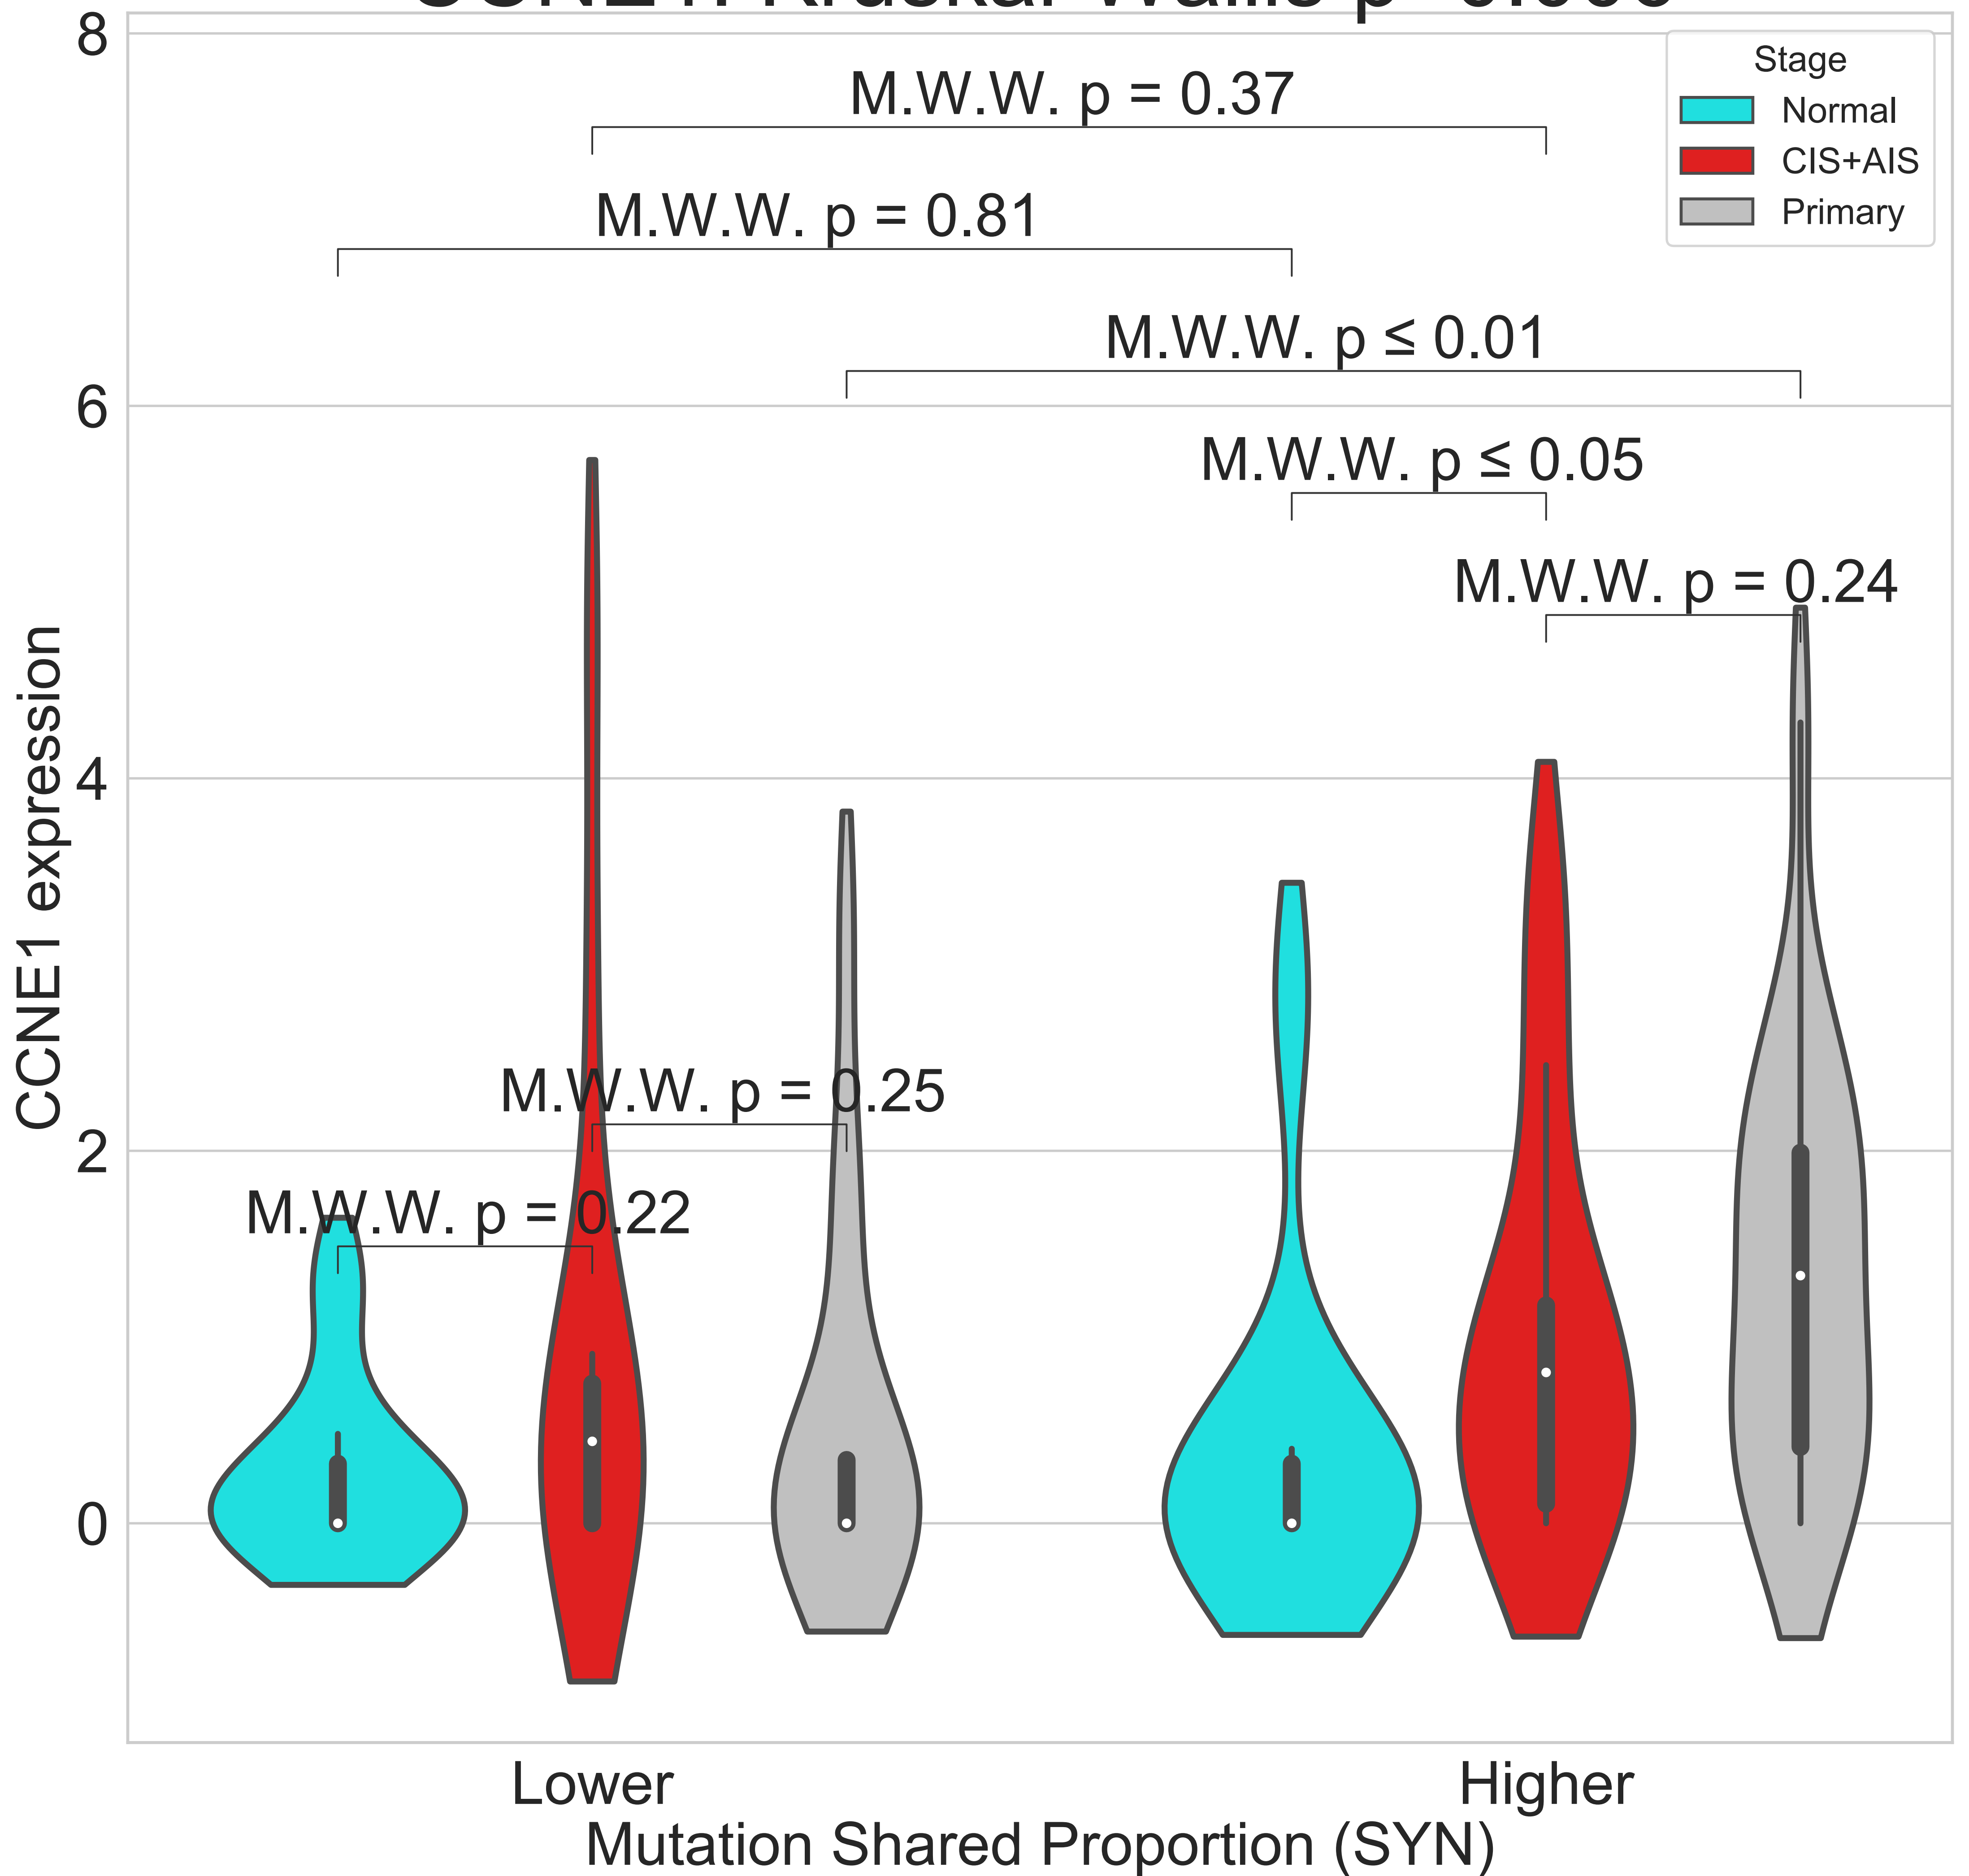 8
Stage
Normal
CIS+AIS
Primary
M.W.W. p = 0.37
M.W.W. p = 0.81
M.W.W. p ≤ 0.01
6
M.W.W. p ≤ 0.05
M.W.W. p = 0.24
4
CCNE1 expression
M.W.W. p = 0.25
2
M.W.W. p = 0.22
0
Lower
Higher
Mutation Shared Proportion (SYN)